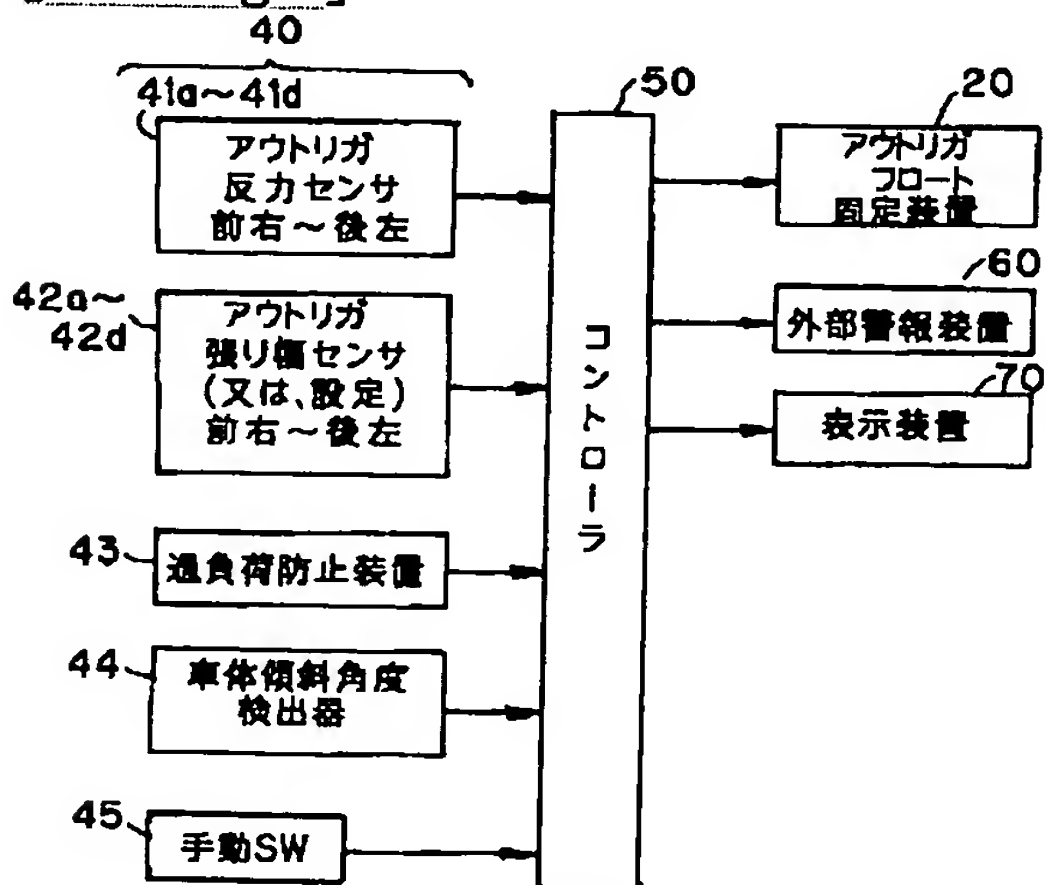 40
41a～41d
アウトリガ
反力センサ
前右～後左
42a～
42d
アウトリガ
張り幅センサ
(又は、設定)
前右～後左
43
過負荷防止装置
44
車体傾斜角度
検出器
45
手動SW
50
コントローラ
20
アウトリガ
フロート
固定装置
60
外部警報装置
70
表示装置